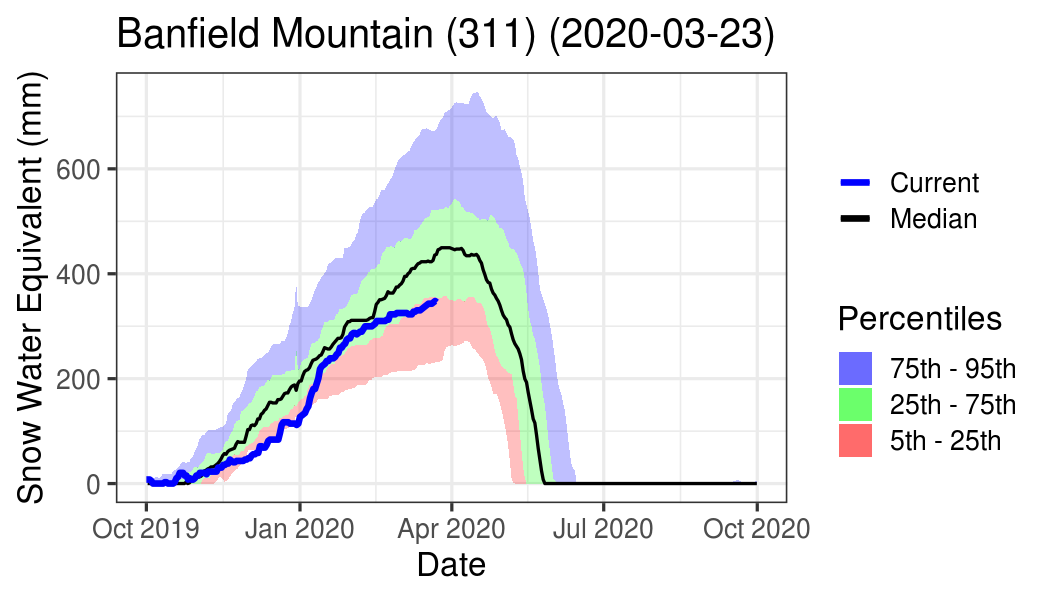 Banfield Mountain (311) (2020-03-23)
Snow Water Equivalent (mm)
600
400
200
0
Oct 2019 Jan 2020 Apr 2020 Jul 2020 Oct 2020
Date
Current
Median
Percentiles
75th - 95th
25th - 75th
5th - 25th